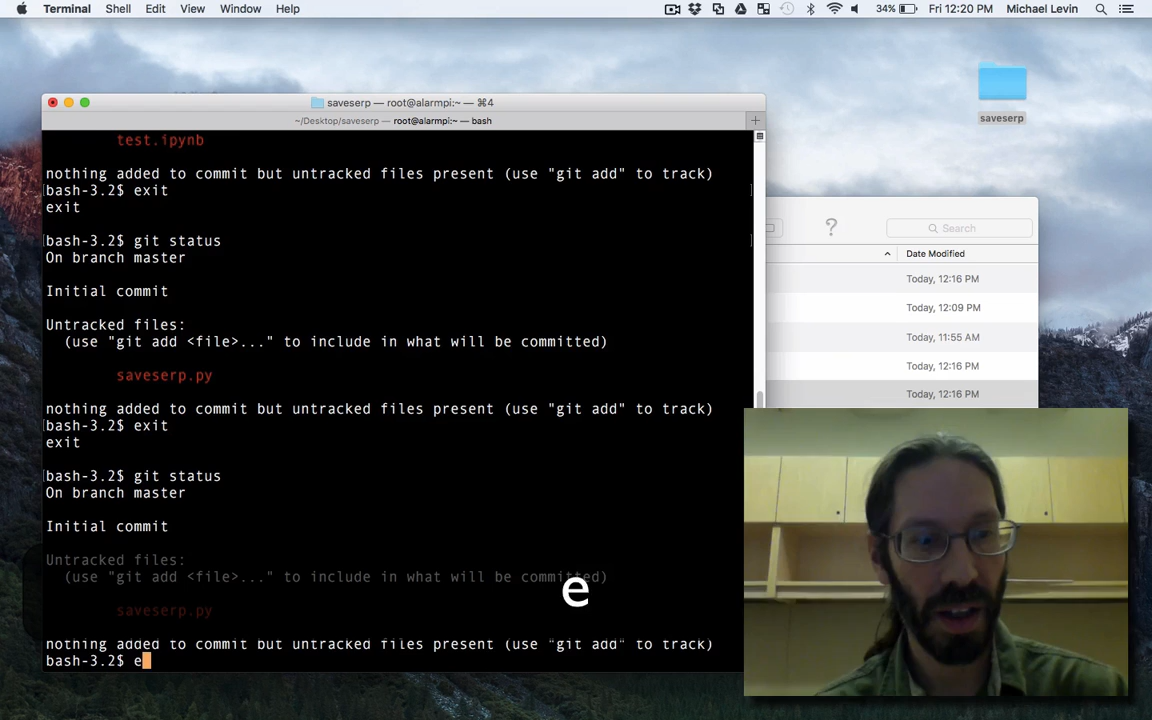 Terminal Shell Edit View Window Help 34% Fri 12:20 PM Michael Levin
saveserp
saveserp — root@alarmpi:~ — ⌘4
~/Desktop/saveserp — root@alarmpi:~ — bash +
test.ipynb
nothing added to commit but untracked files present (use "git add" to track)
[bash-3.2$ exit ]
exit
[bash-3.2$ git status ]
On branch master
Initial commit
Untracked files:
(use "git add <file>..." to include in what will be committed)
saveserp.py
nothing added to commit but untracked files present (use "git add" to track)
[bash-3.2$ exit
exit
[bash-3.2$ git status
On branch master
Initial commit
Untracked files:
(use "git add <file>..." to include in what will be committed)
saveserp.py
nothing added to commit but untracked files present (use "git add" to track)
bash-3.2$ e
e
? Search
Date Modified
Today, 12:16 PM
Today, 12:09 PM
Today, 11:55 AM
Today, 12:16 PM
Today, 12:16 PM